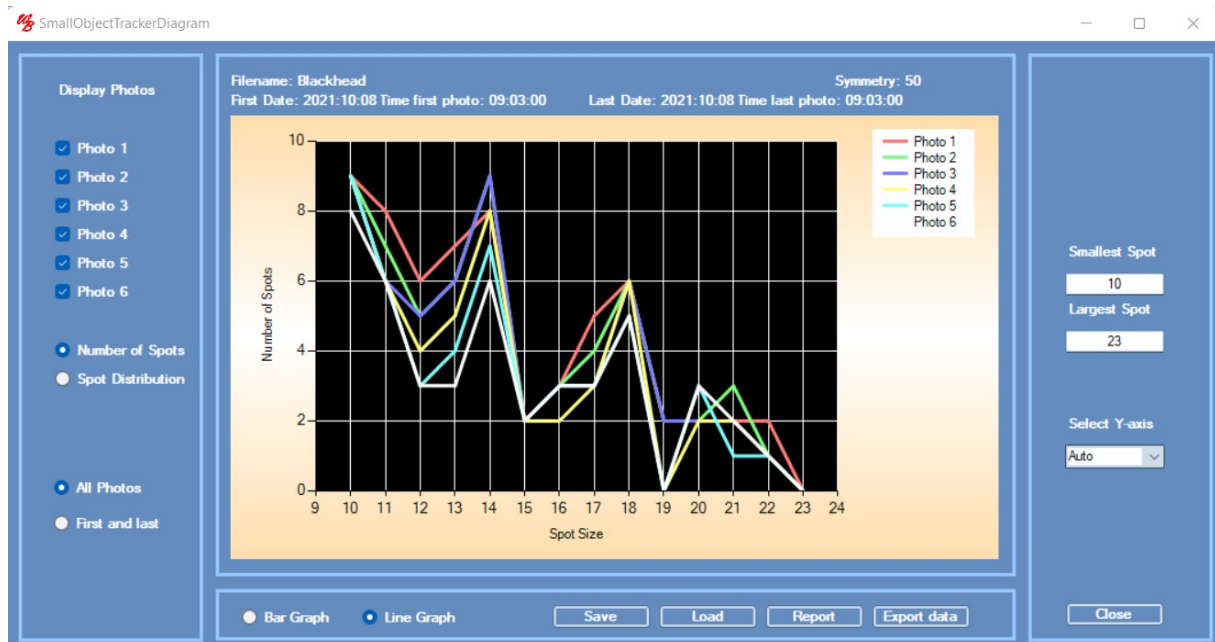 SmallObjectTrackerDiagram
Display Photos
Photo 1
Photo 2
Photo 3
Photo 4
Photo 5
Photo 6
Number of Spots
Spot Distribution
All Photos
First and last
Filename: Blackhead Symmetry: 50
First Date: 2021:10:08 Time first photo: 09:03:00 Last Date: 2021:10:08 Time last photo: 09:03:00
Number of Spots
10
8
6
4
2
0
9 10 11 12 13 14 15 16 17 18 19 20 21 22 23 24
Spot Size
Photo 1
Photo 2
Photo 3
Photo 4
Photo 5
Photo 6
Bar Graph Line Graph Save Load Report Export data
Smallest Spot
10
Largest Spot
23
Select Y-axis
Auto
Close